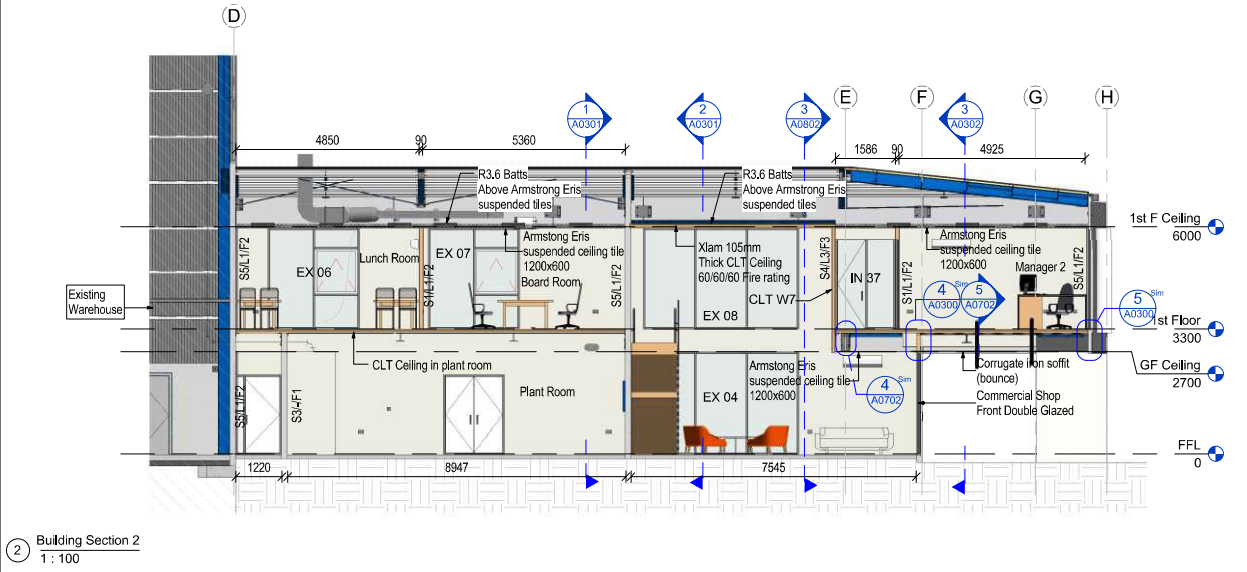 D
E
F
G
H
1
A0301
2
A0301
3
A0802
3
A0302
4850
90
5360
1586
90
4925
R3.6 Batts
Above Armstrong Eris
suspended tiles
R3.6 Batts
Above Armstrong Eris
suspended tiles
1st F Ceiling
6000
Armstong Eris
suspended ceiling tile
1200x600
Board Room
Armstong Eris
suspended ceiling tile
1200x600
Lunch Room
EX 06
EX 07
S5/L1/F2
S1/L1/F2
S5/L1/F2
Xlam 105mm
Thick CLT Ceiling
60/60/60 Fire rating
CLT W7
EX 08
S4/L3/F3
IN 37
S1/L1/F2
Manager 2
S5/L1/F2
Existing
Warehouse
4
Sim
A0300
5
A0702
5
Sim
A0300
1st Floor
3300
CLT Ceiling in plant room
Plant Room
S5/L1/F2
S3/-/F1
EX 04
Armstong Eris
suspended ceiling tile
1200x600
4
Sim
A0702
Corrugate iron soffit
(bounce)
Commercial Shop
Front Double Glazed
GF Ceiling
2700
FFL
0
1220
8947
7545
2
Building Section 2
1 : 100